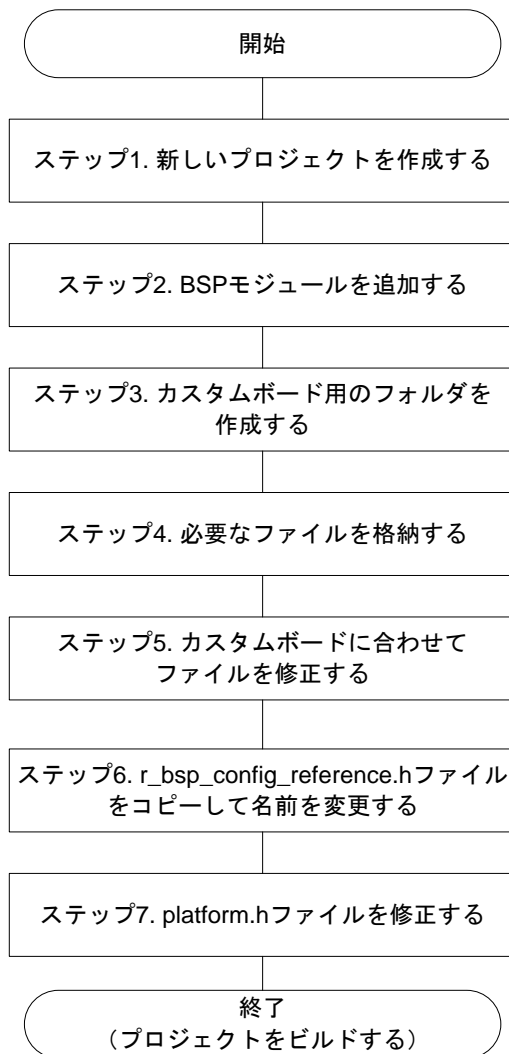 開始
ステップ1. 新しいプロジェクトを作成する
ステップ2. BSPモジュールを追加する
ステップ3. カスタムボード用のフォルダを
作成する
ステップ4. 必要なファイルを格納する
ステップ5. カスタムボードに合わせて
ファイルを修正する
ステップ6. r_bsp_config_reference.hファイル
をコピーして名前を変更する
ステップ7. platform.hファイルを修正する
終了
（プロジェクトをビルドする）